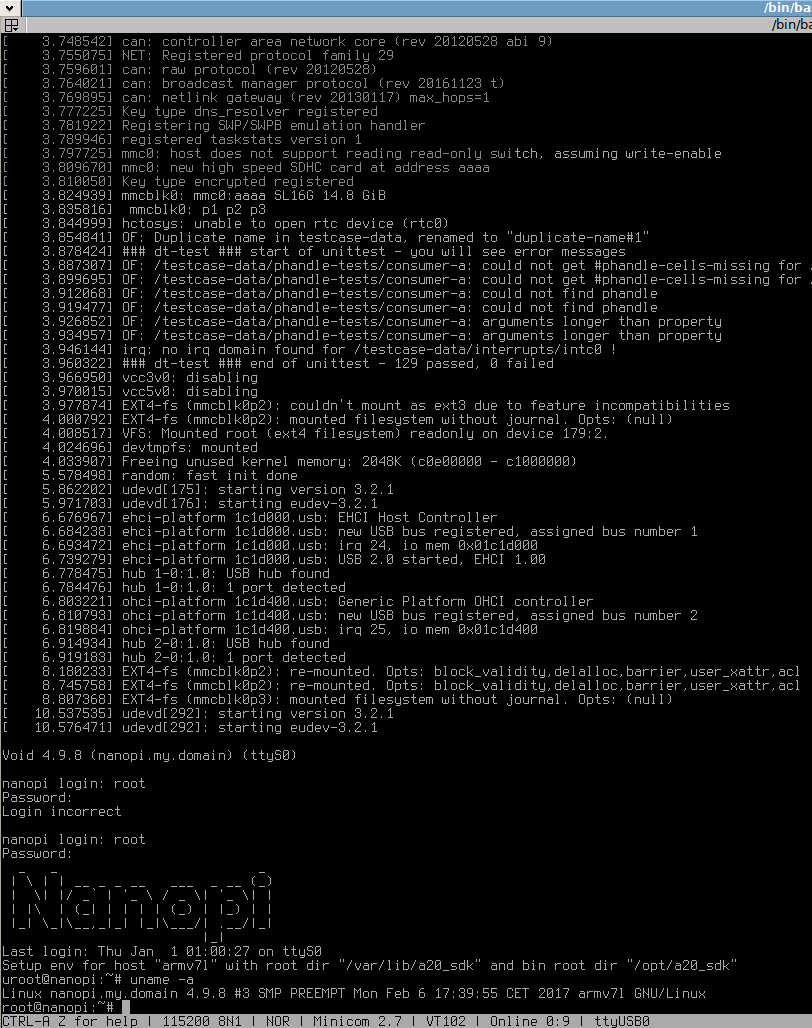 /bin/ba
/bin/ba
[    3.748542] can: controller area network core (rev 20120528 abi 9)
[    3.755075] NET: Registered protocol family 29
[    3.759601] can: raw protocol (rev 20120528)
[    3.764021] can: broadcast manager protocol (rev 20161123 t)
[    3.769895] can: netlink gateway (rev 20130117) max_hops=1
[    3.777225] Key type dns_resolver registered
[    3.781922] Registering SWP/SWPB emulation handler
[    3.789946] registered taskstats version 1
[    3.797725] mmc0: host does not support reading read-only switch, assuming write-enable
[    3.809670] mmc0: new high speed SDHC card at address aaaa
[    3.810050] Key type encrypted registered
[    3.824939] mmcblk0: mmc0:aaaa SL16G 14.8 GiB
[    3.835816]  mmcblk0: p1 p2 p3
[    3.844999] hctosys: unable to open rtc device (rtc0)
[    3.854841] OF: Duplicate name in testcase-data, renamed to "duplicate-name#1"
[    3.878424] ### dt-test ### start of unittest - you will see error messages
[    3.887307] OF: /testcase-data/phandle-tests/consumer-a: could not get #phandle-cells-missing for /
[    3.899695] OF: /testcase-data/phandle-tests/consumer-a: could not get #phandle-cells-missing for /
[    3.912068] OF: /testcase-data/phandle-tests/consumer-a: could not find phandle
[    3.919477] OF: /testcase-data/phandle-tests/consumer-a: could not find phandle
[    3.926852] OF: /testcase-data/phandle-tests/consumer-a: arguments longer than property
[    3.934957] OF: /testcase-data/phandle-tests/consumer-a: arguments longer than property
[    3.946144] irq: no irq domain found for /testcase-data/interrupts/intc0 !
[    3.960322] ### dt-test ### end of unittest - 129 passed, 0 failed
[    3.966950] vcc3v0: disabling
[    3.970015] vcc5v0: disabling
[    3.977874] EXT4-fs (mmcblk0p2): couldn't mount as ext3 due to feature incompatibilities
[    4.000792] EXT4-fs (mmcblk0p2): mounted filesystem without journal. Opts: (null)
[    4.008517] VFS: Mounted root (ext4 filesystem) readonly on device 179:2.
[    4.024696] devtmpfs: mounted
[    4.033907] Freeing unused kernel memory: 2048K (c0e00000 - c1000000)
[    5.578498] random: fast init done
[    5.862202] udevd[175]: starting version 3.2.1
[    5.971703] udevd[176]: starting eudev-3.2.1
[    6.676967] ehci-platform 1c1d000.usb: EHCI Host Controller
[    6.684238] ehci-platform 1c1d000.usb: new USB bus registered, assigned bus number 1
[    6.693472] ehci-platform 1c1d000.usb: irq 24, io mem 0x01c1d000
[    6.739279] ehci-platform 1c1d000.usb: USB 2.0 started, EHCI 1.00
[    6.778475] hub 1-0:1.0: USB hub found
[    6.784476] hub 1-0:1.0: 1 port detected
[    6.803221] ohci-platform 1c1d400.usb: Generic Platform OHCI controller
[    6.810793] ohci-platform 1c1d400.usb: new USB bus registered, assigned bus number 2
[    6.819884] ohci-platform 1c1d400.usb: irq 25, io mem 0x01c1d400
[    6.914934] hub 2-0:1.0: USB hub found
[    6.919183] hub 2-0:1.0: 1 port detected
[    8.180233] EXT4-fs (mmcblk0p2): re-mounted. Opts: block_validity,delalloc,barrier,user_xattr,acl
[    8.745758] EXT4-fs (mmcblk0p2): re-mounted. Opts: block_validity,delalloc,barrier,user_xattr,acl
[    8.807368] EXT4-fs (mmcblk0p3): mounted filesystem without journal. Opts: (null)
[   10.537535] udevd[292]: starting version 3.2.1
[   10.576471] udevd[292]: starting eudev-3.2.1
Void 4.9.8 (nanopi.my.domain) (ttyS0)
nanopi login: root
Password:
Login incorrect
nanopi login: root
Password:
Nanopi
Last login: Thu Jan  1 01:00:27 on ttyS0
Setup env for host "armv7l" with root dir "/var/lib/a20_sdk" and bin root dir "/opt/a20_sdk"
uroot@nanopi:~# uname -a
Linux nanopi.my.domain 4.9.8 #3 SMP PREEMPT Mon Feb 6 17:39:55 CET 2017 armv7l GNU/Linux
root@nanopi:~#
CTRL-A Z for help | 115200 8N1 | NOR | Minicom 2.7 | VT102 | Online 0:9 | ttyUSB0